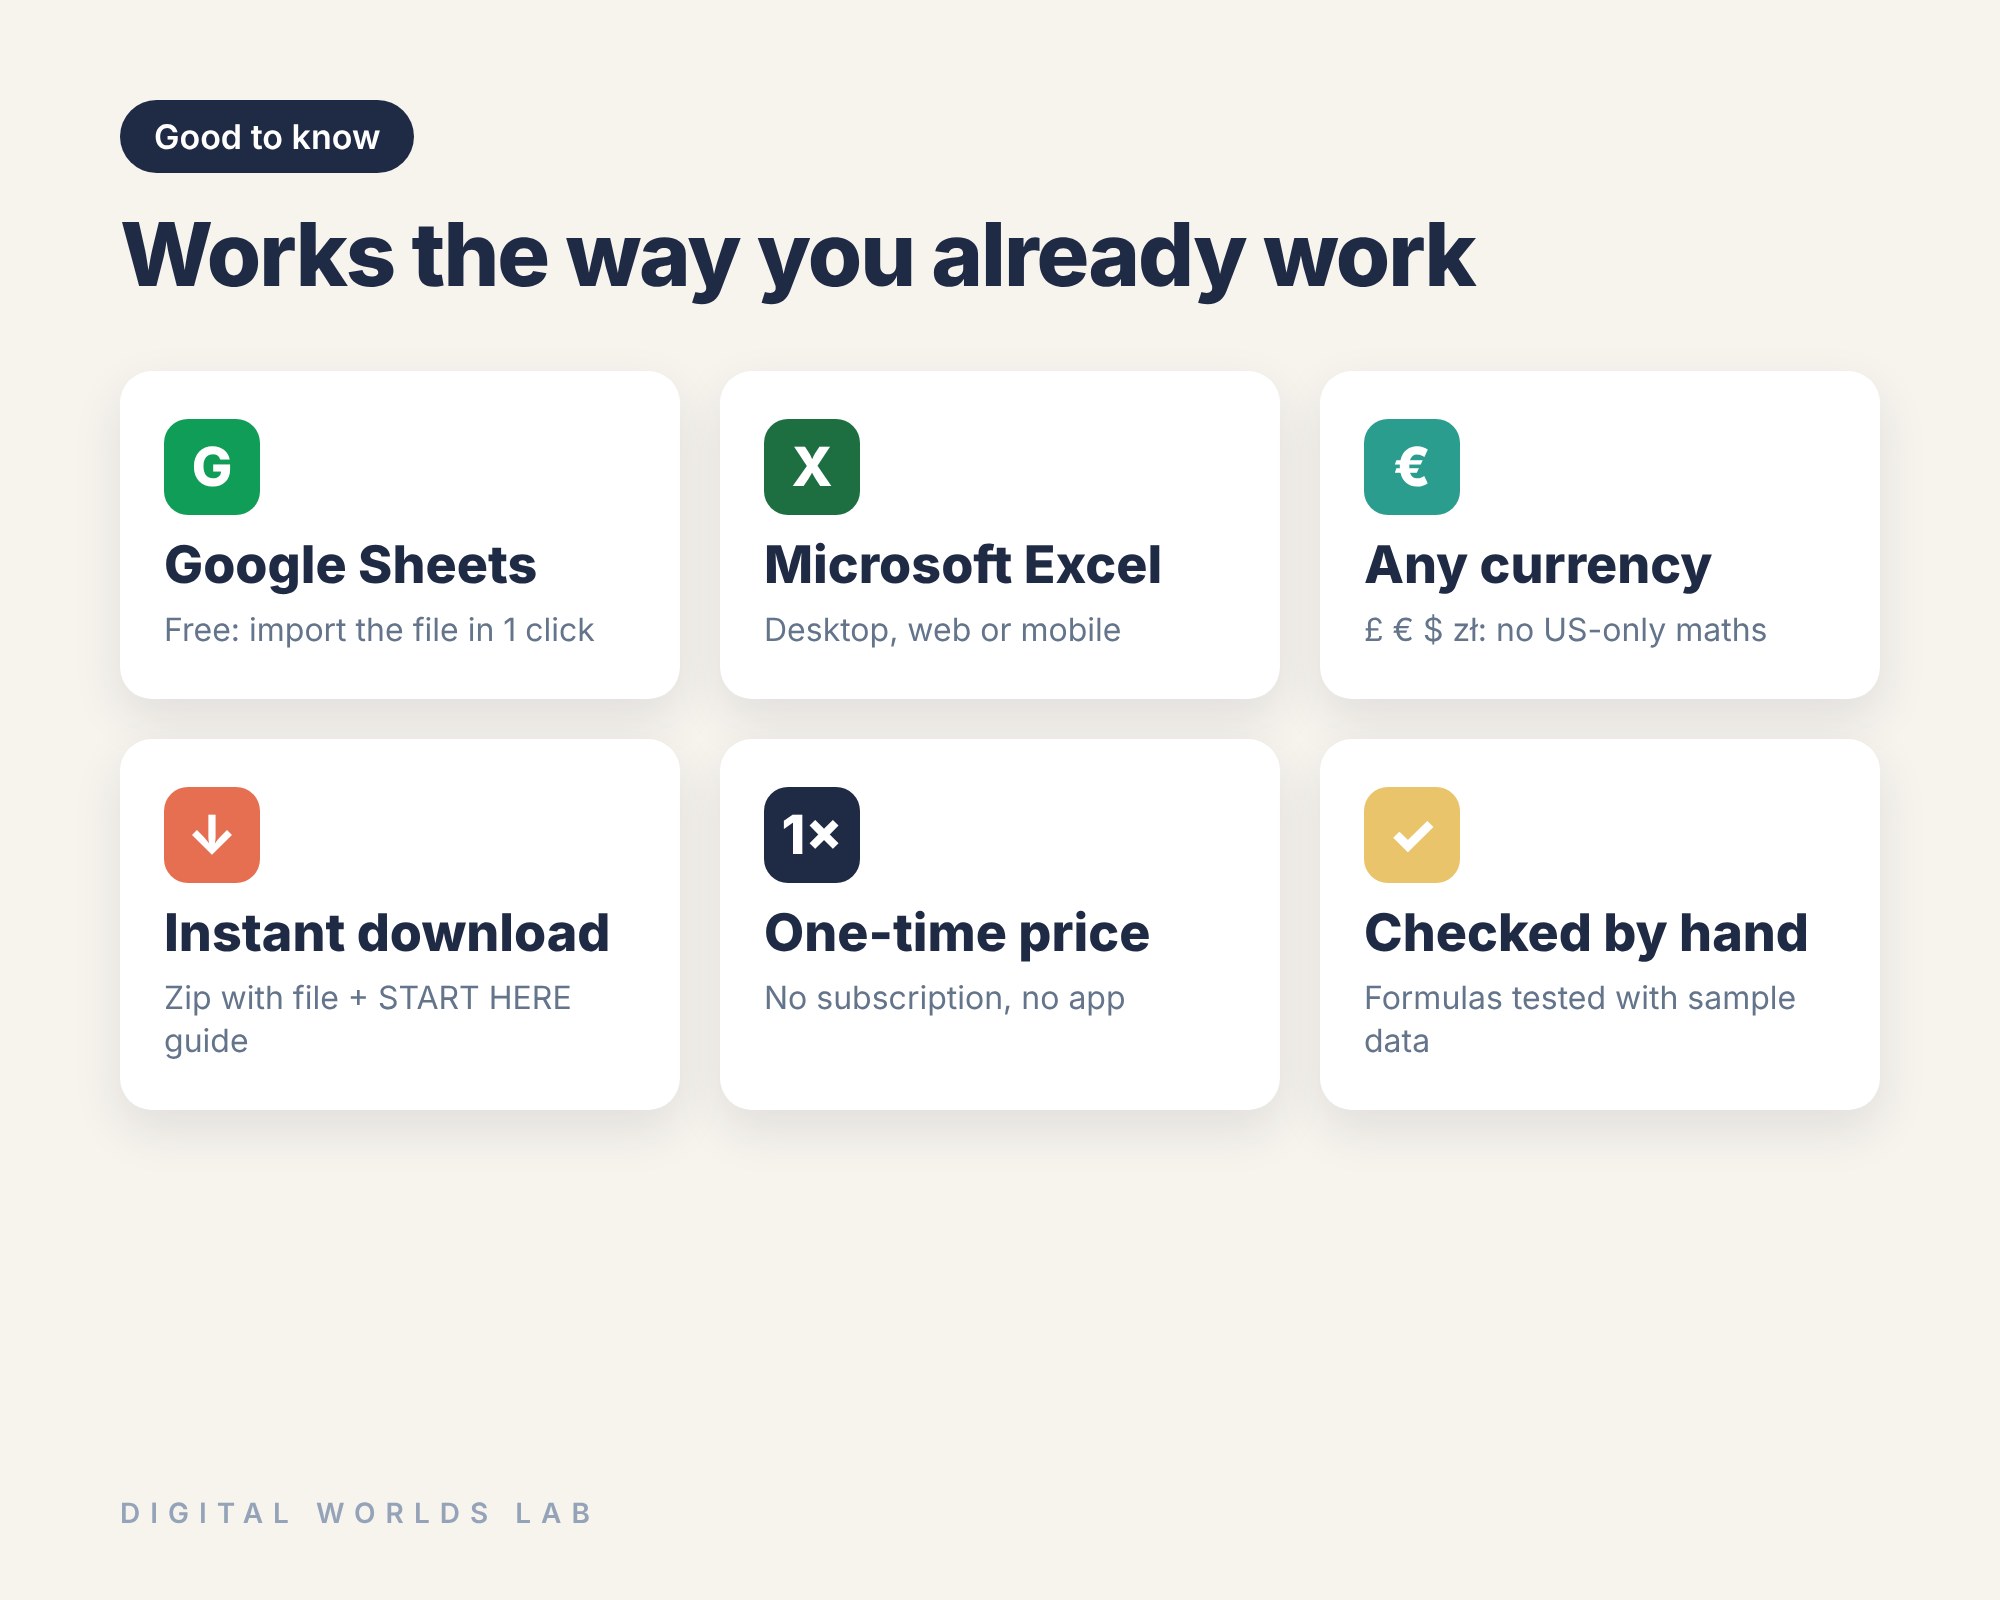 Good to know
Works the way you already work
G
Google Sheets
Free: import the file in 1 click
X
Microsoft Excel
Desktop, web or mobile
€
Any currency
£ € $ zł: no US-only maths
↓
Instant download
Zip with file + START HERE
guide
1×
One-time price
No subscription, no app
✓
Checked by hand
Formulas tested with sample
data
DIGITAL WORLDS LAB